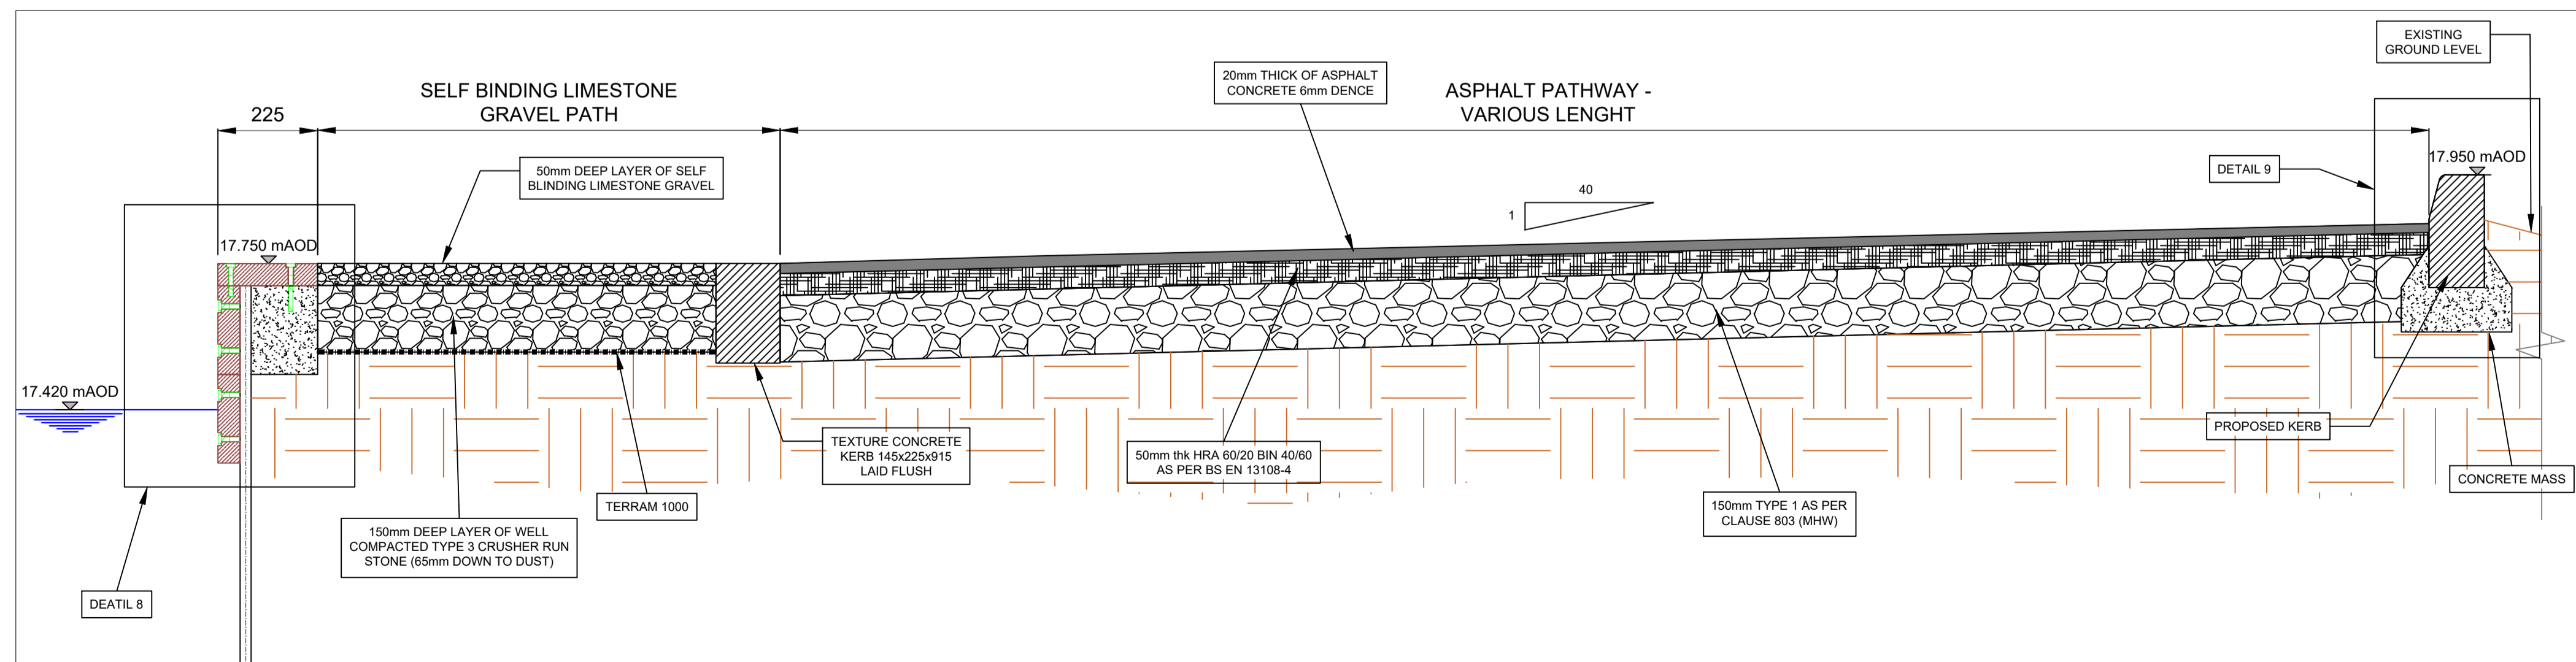 EXISTING
GROUND LEVEL
20mm THICK OF ASPHALT
CONCRETE 6mm DENCE
SELF BINDING LIMESTONE
GRAVEL PATH
ASPHALT PATHWAY -
VARIOUS LENGHT
225
17.950 mAOD
DETAIL 9
50mm DEEP LAYER OF SELF
BLINDING LIMESTONE GRAVEL
40
1
17.750 mAOD
17.420 mAOD
PROPOSED KERB
TEXTURE CONCRETE
KERB 145x225x915
LAID FLUSH
50mm thk HRA 60/20 BIN 40/60
AS PER BS EN 13108-4
CONCRETE MASS
TERRAM 1000
150mm TYPE 1 AS PER
CLAUSE 803 (MHW)
150mm DEEP LAYER OF WELL
COMPACTED TYPE 3 CRUSHER RUN
STONE (65mm DOWN TO DUST)
DEATIL 8